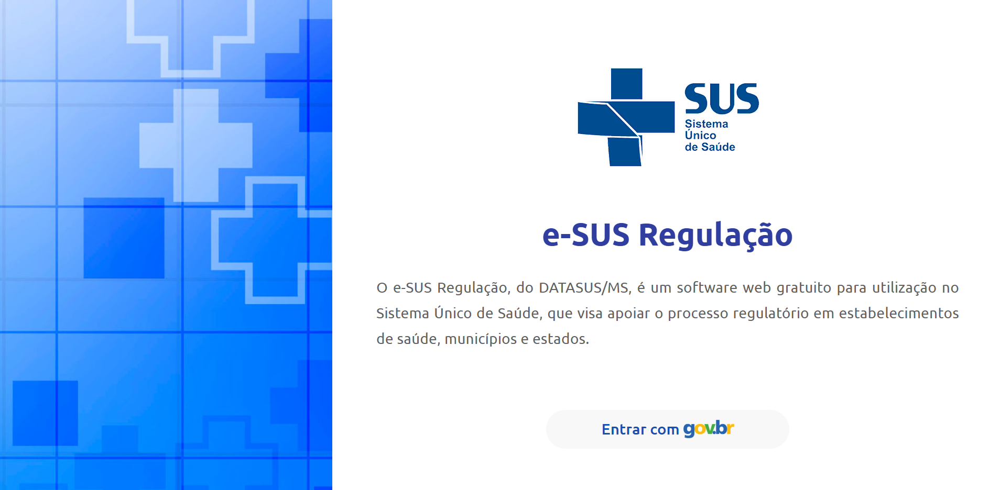 SUS
Sistema
Único
de Saúde
e-SUS Regulação
O e-SUS Regulação, do DATASUS/MS, é um software web gratuito para utilização no
Sistema Único de Saúde, que visa apoiar o processo regulatório em estabelecimentos
de saúde, municípios e estados.
Entrar com gov.br